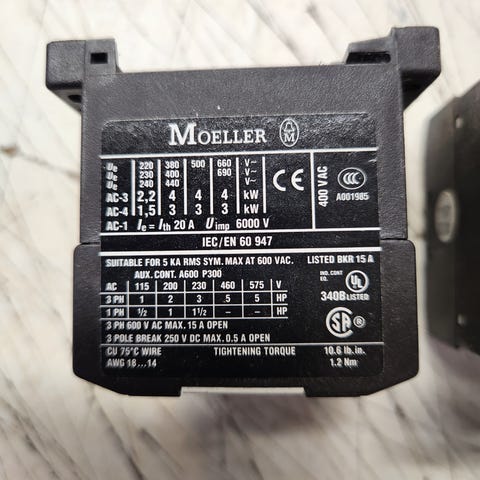 MOELLER
Ue 220 380 500 660 V~
Ue 230 400 690 V~
Ue 240 440 V~
AC-3 2,2 4 4 4 kW
AC-4 1,5 3 3 3 kW
AC-1 Ie = Ith 20 A Uimp 6000 V
CE
400 VAC
CCC
A001985
IEC/EN 60 947
SUITABLE FOR 5 KA RMS SYM. MAX AT 600 VAC. LISTED BKR 15 A
AUX. CONT. A600 P300
IND. CONT EQ.
UL
340B LISTED
AC 115 200 230 460 575 V
3 PH 1 2 3 5 5 HP
1 PH ½ 1 1½ – – HP
SA
3 PH 600 V AC MAX. 15 A OPEN
3 POLE BREAK 250 V DC MAX. 0.5 A OPEN
CU 75°C WIRE TIGHTENING TORQUE 10.6 lb.in.
AWG 18...14 1.2 Nm